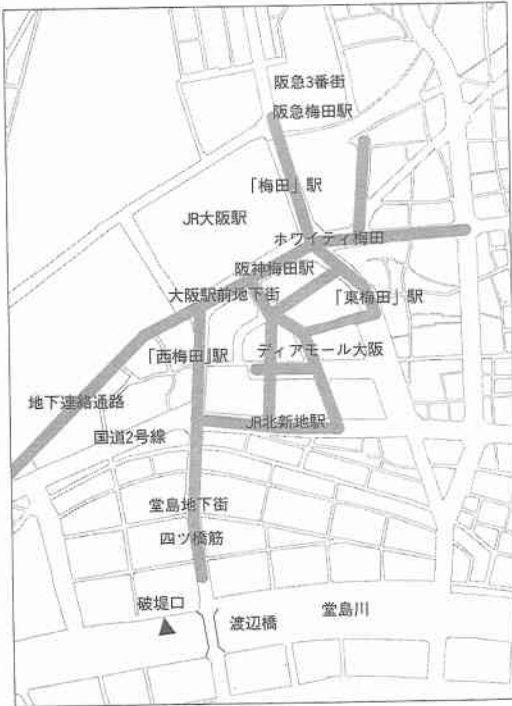 阪急3番街
阪急梅田駅
「梅田」駅
JR大阪駅
ホワイティ梅田
阪神梅田駅
大阪駅前地下街
「東梅田」駅
「西梅田」駅
ディアモール大阪
地下連絡通路
JR北新地駅
国道2号線
堂島地下街
四ツ橋筋
破堤口
堂島川
渡辺橋